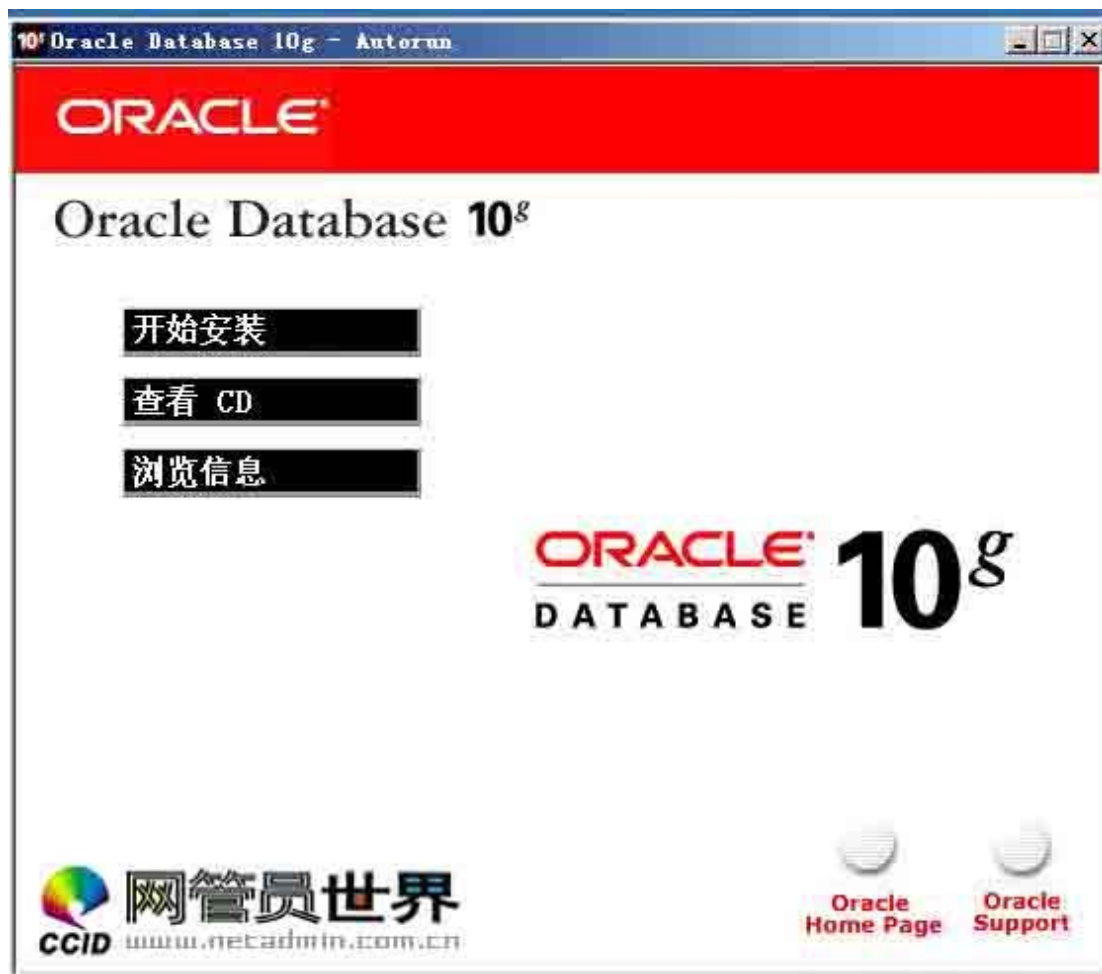 10g Oracle Database 10g - Autorun
ORACLE
Oracle Database 10g
开始安装
查看 CD
浏览信息
ORACLE
DATABASE 10g
网管员世界
CCID www.netadmin.com.cn
Oracle
Home Page
Oracle
Support